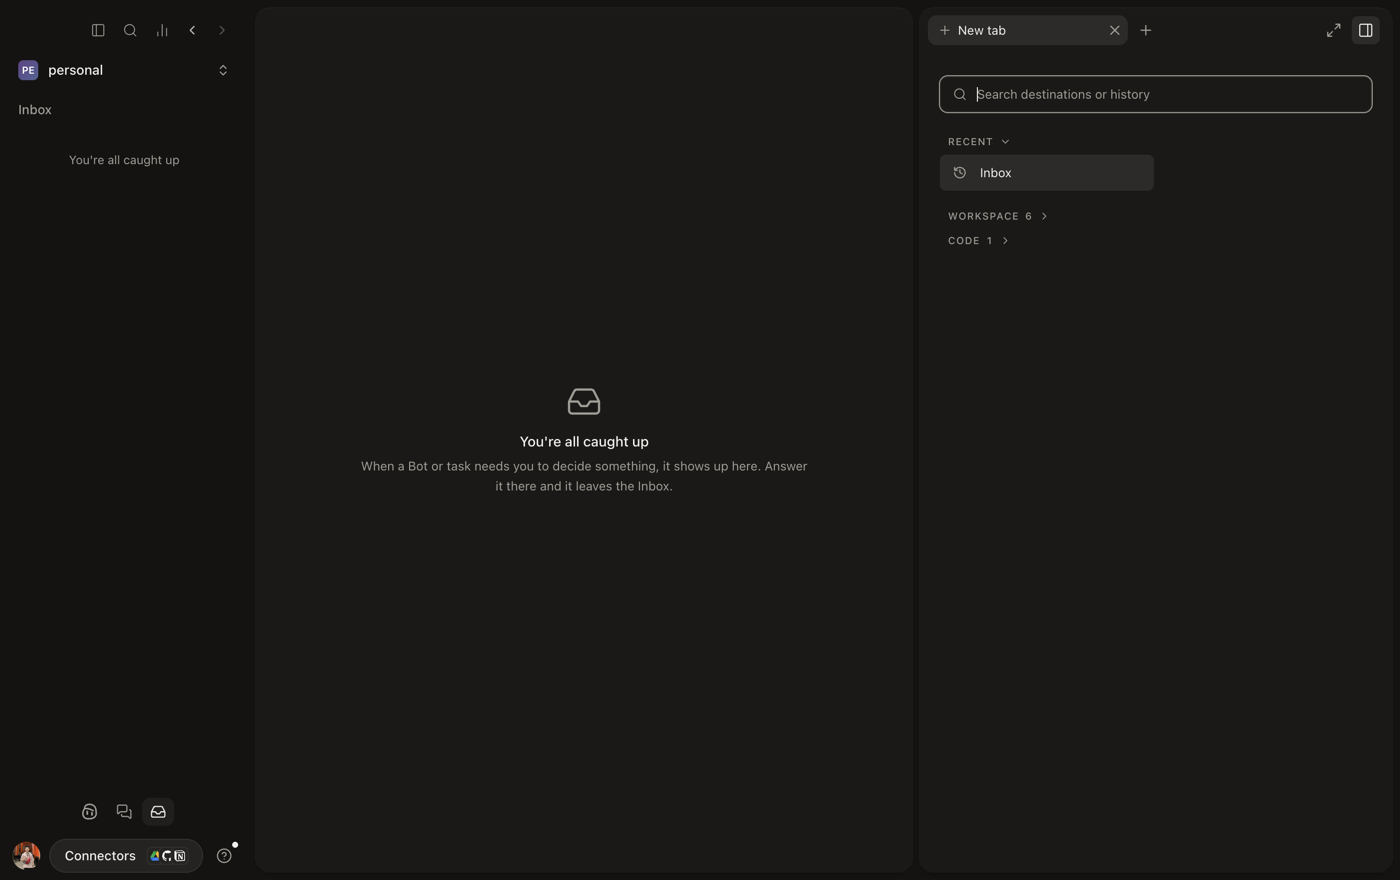 PE personal
Inbox
You're all caught up
Connectors
You're all caught up
When a Bot or task needs you to decide something, it shows up here. Answer
it there and it leaves the Inbox.
New tab
Search destinations or history
RECENT
Inbox
WORKSPACE 6
CODE 1